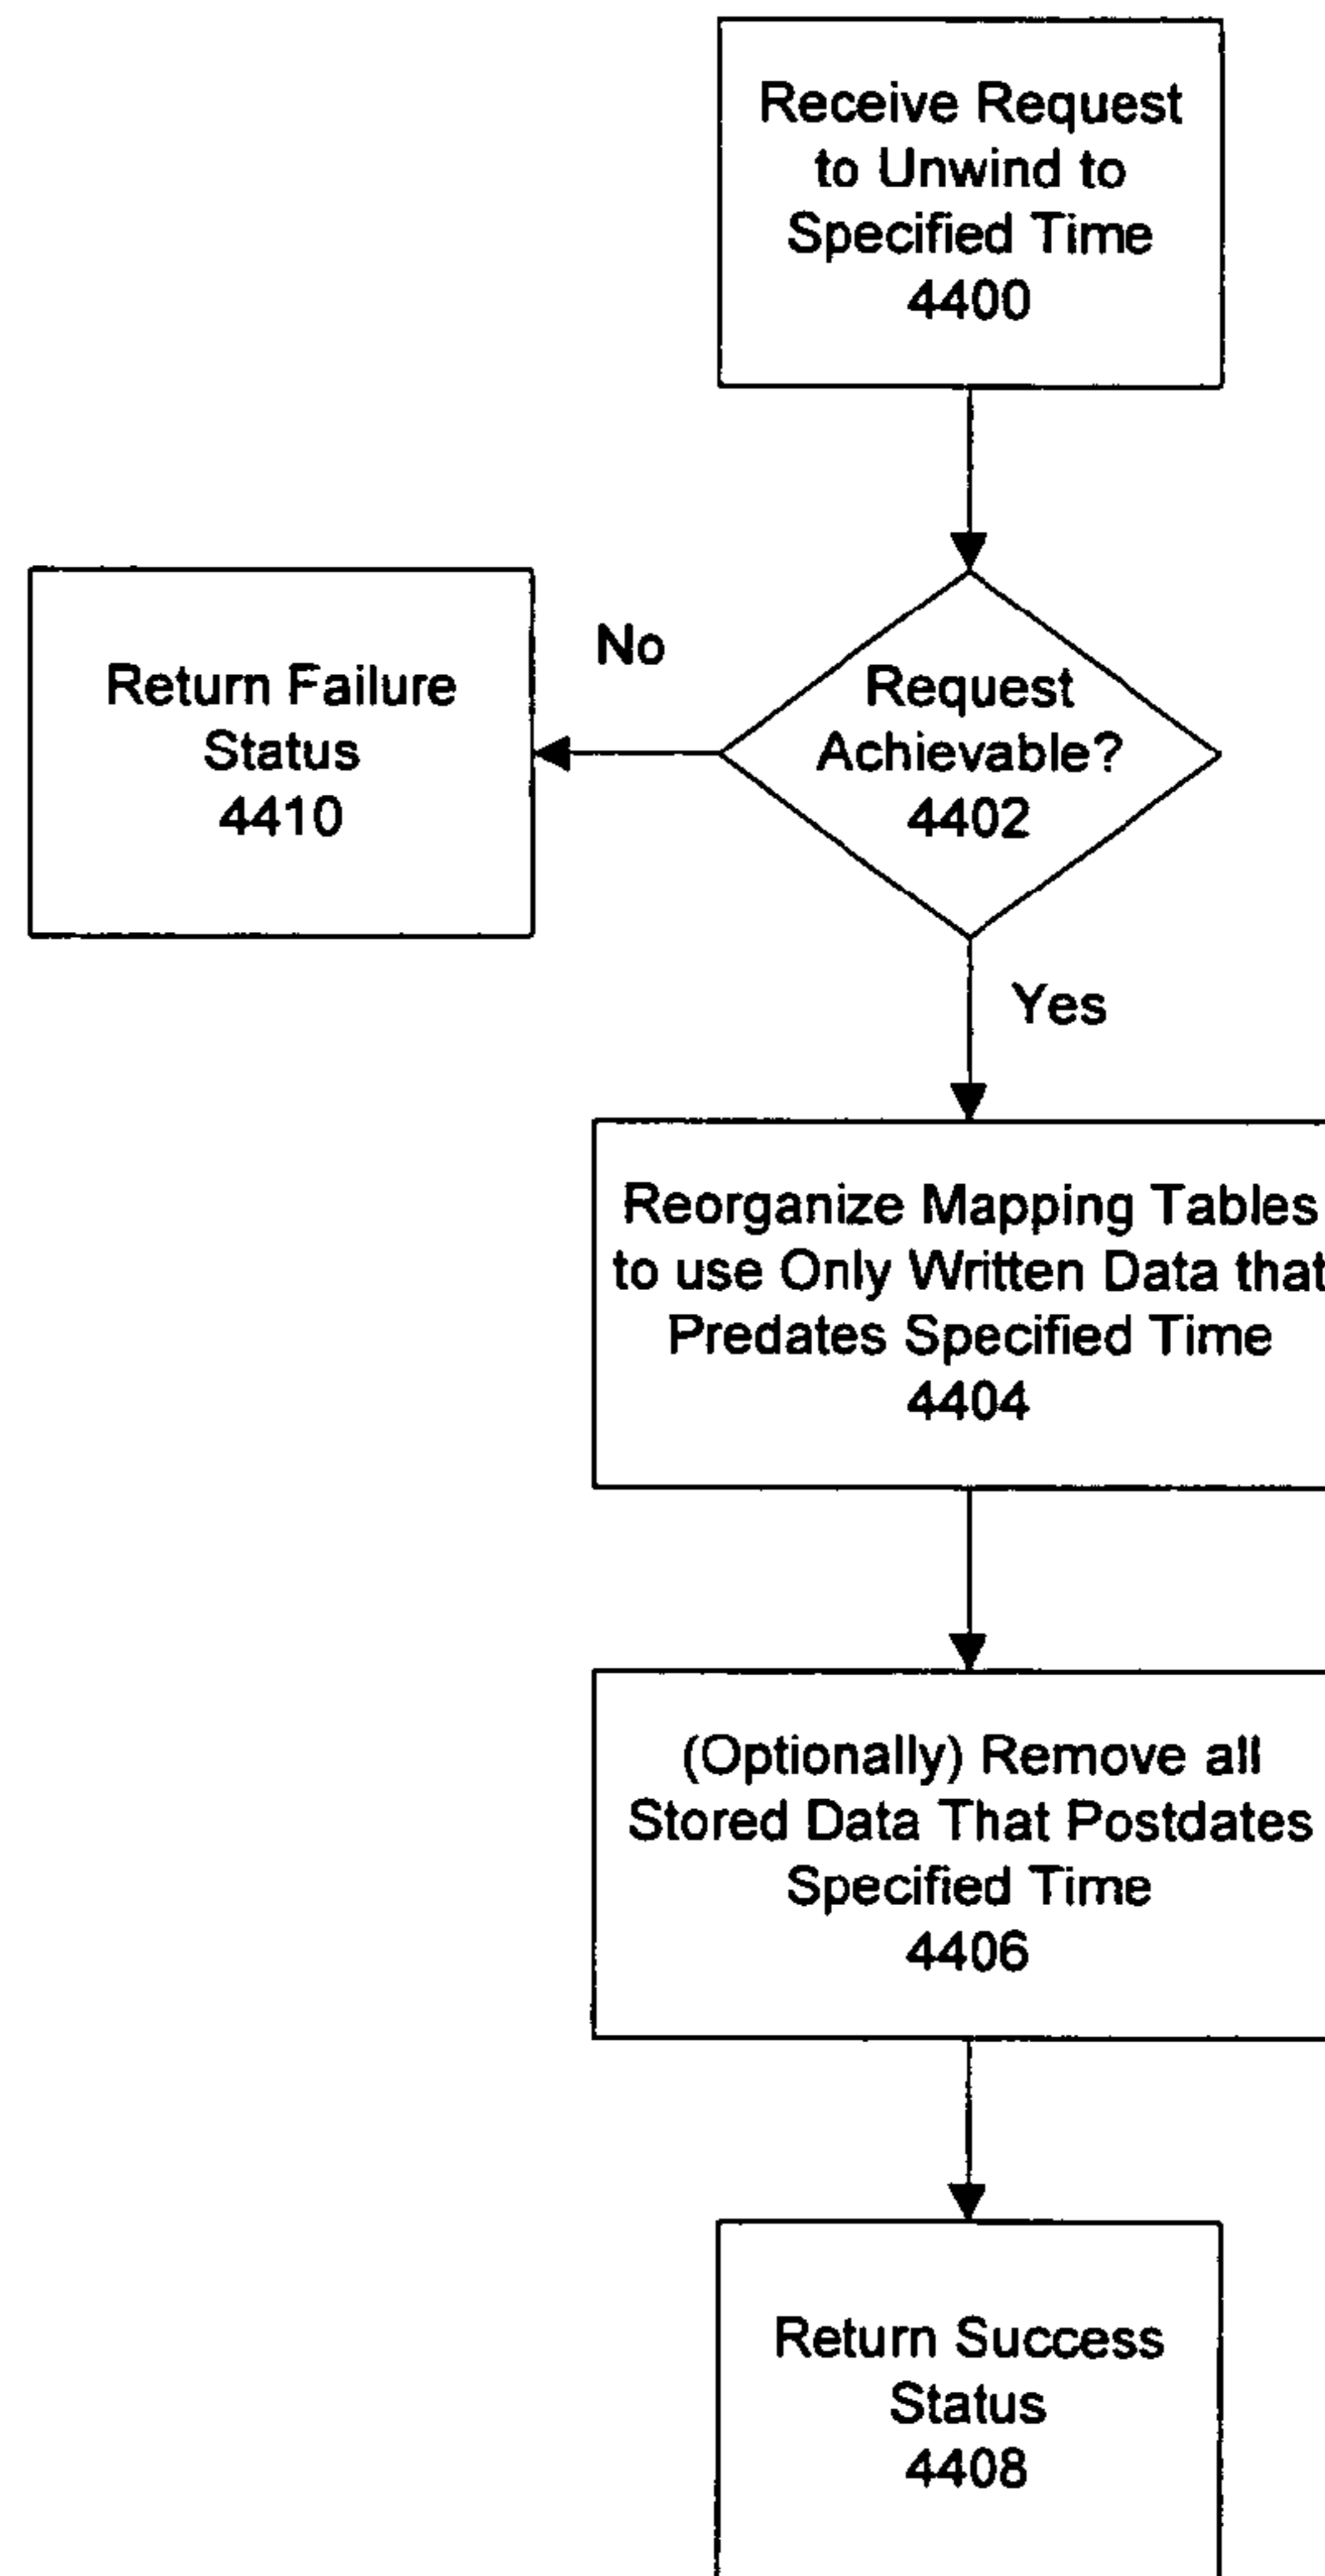 Receive Request
to Unwind to
Specified Time
4400
No
Return Failure
Status
4410
Request
Achievable?
4402
Yes
Reorganize Mapping Tables
to use Only Written Data that
Predates Specified Time
4404
(Optionally) Remove all
Stored Data That Postdates
Specified Time
4406
Return Success
Status
4408